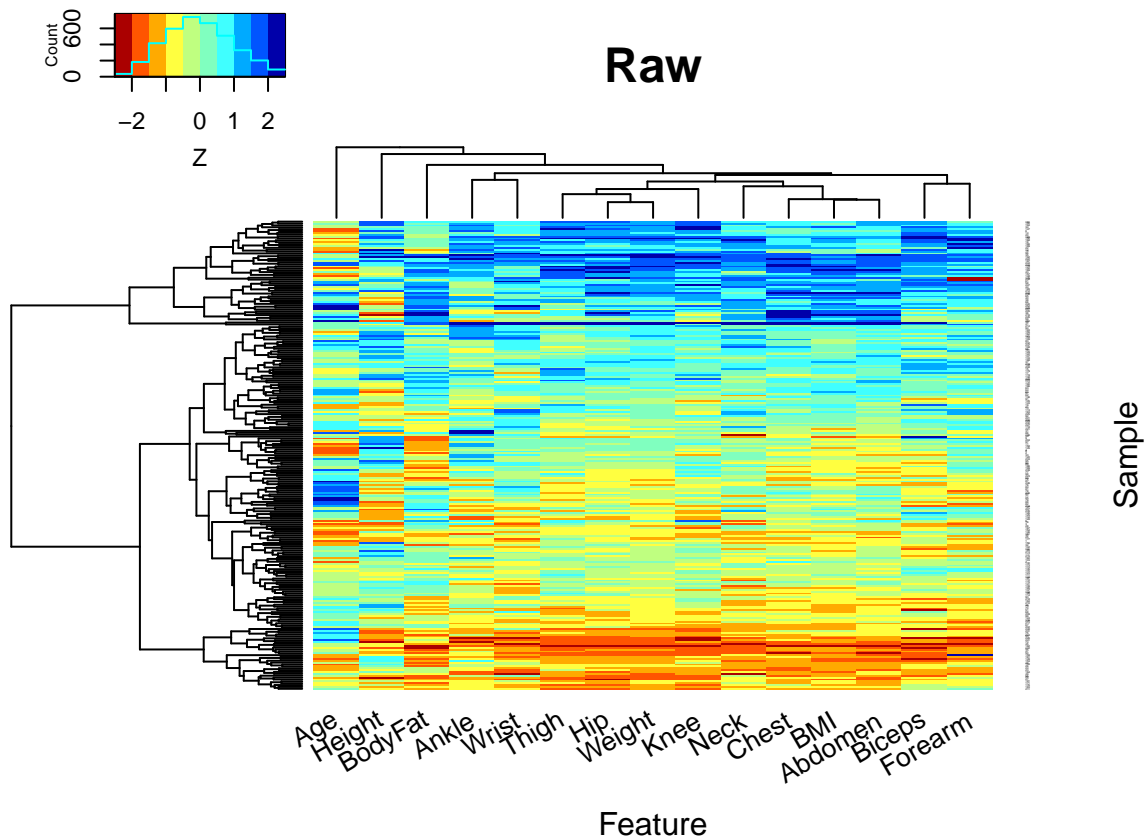 Count
0 600
−2 0 1 2
Z
Raw
Sample
Age Height BodyFat Ankle Wrist Thigh Hip Weight Knee Neck Chest BMI Abdomen Biceps Forearm
Feature